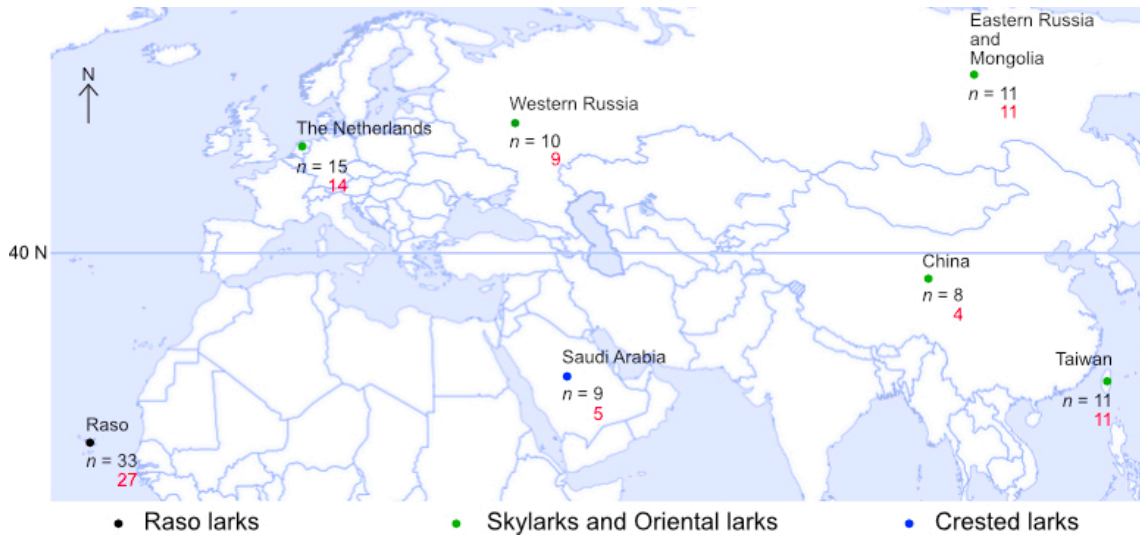 Eastern Russia
and
Mongolia
n = 11
11
N
Western Russia
n = 10
9
The Netherlands
n = 15
14
40 N
China
n = 8
4
Saudi Arabia
n = 9
5
Taiwan
n = 11
11
Raso
n = 33
27
Raso larks
Skylarks and Oriental larks
Crested larks